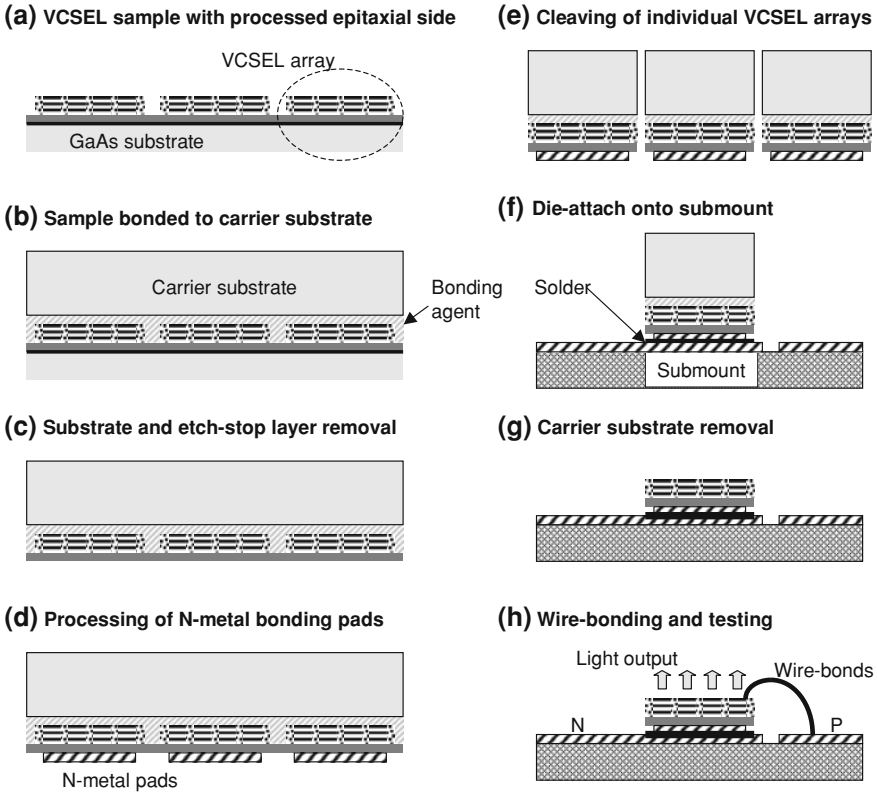 (a) VCSEL sample with processed epitaxial side
VCSEL array
GaAs substrate
(b) Sample bonded to carrier substrate
Carrier substrate
Bonding
agent
(c) Substrate and etch-stop layer removal
(d) Processing of N-metal bonding pads
N-metal pads
(e) Cleaving of individual VCSEL arrays
(f) Die-attach onto submount
Solder
Submount
(g) Carrier substrate removal
(h) Wire-bonding and testing
Light output
Wire-bonds
N
P